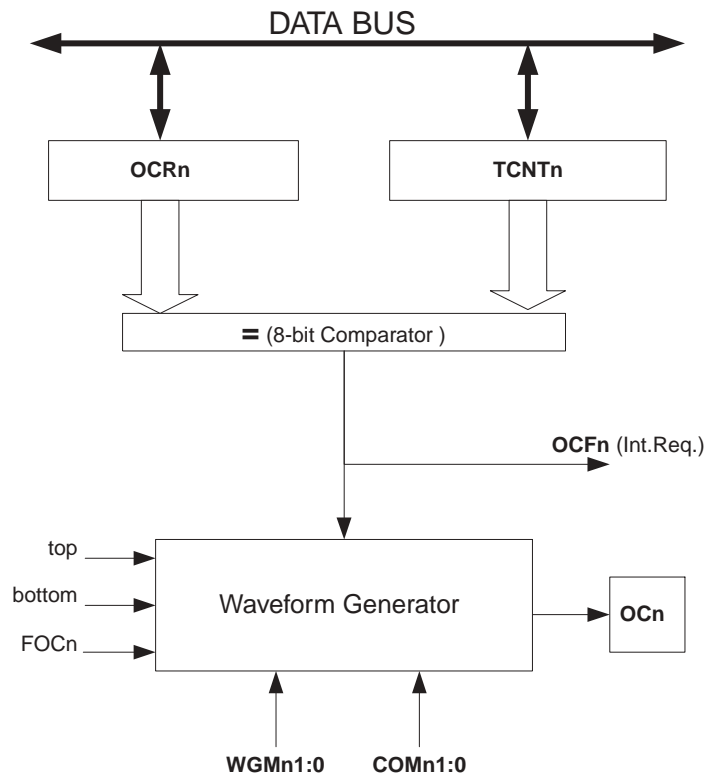 DATA BUS
OCRn
TCNTn
= (8-bit Comparator )
OCFn (Int.Req.)
top
bottom
FOCn
Waveform Generator
OCn
WGMn1:0
COMn1:0